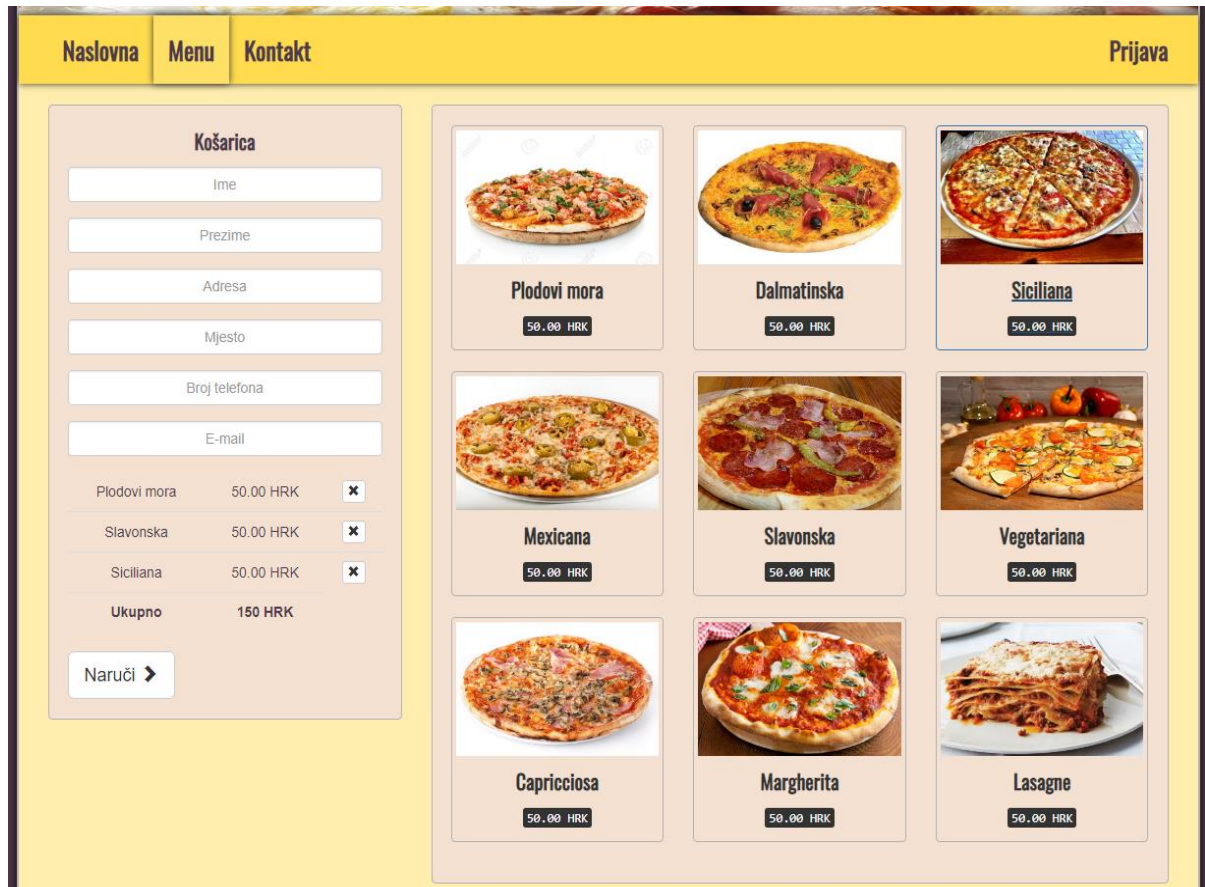 Naslovna Menu Kontakt Prijava
Košarica
Ime
Prezime
Adresa
Mjesto
Broj telefona
E-mail
Plodovi mora 50.00 HRK
Slavonska 50.00 HRK
Siciliana 50.00 HRK
Ukupno 150 HRK
Naruči
Plodovi mora Dalmatinska Siciliana
50.00 HRK 50.00 HRK 50.00 HRK
Mexicana Slavonska Vegetariana
50.00 HRK 50.00 HRK 50.00 HRK
Capricciosa Margherita Lasagne
50.00 HRK 50.00 HRK 50.00 HRK